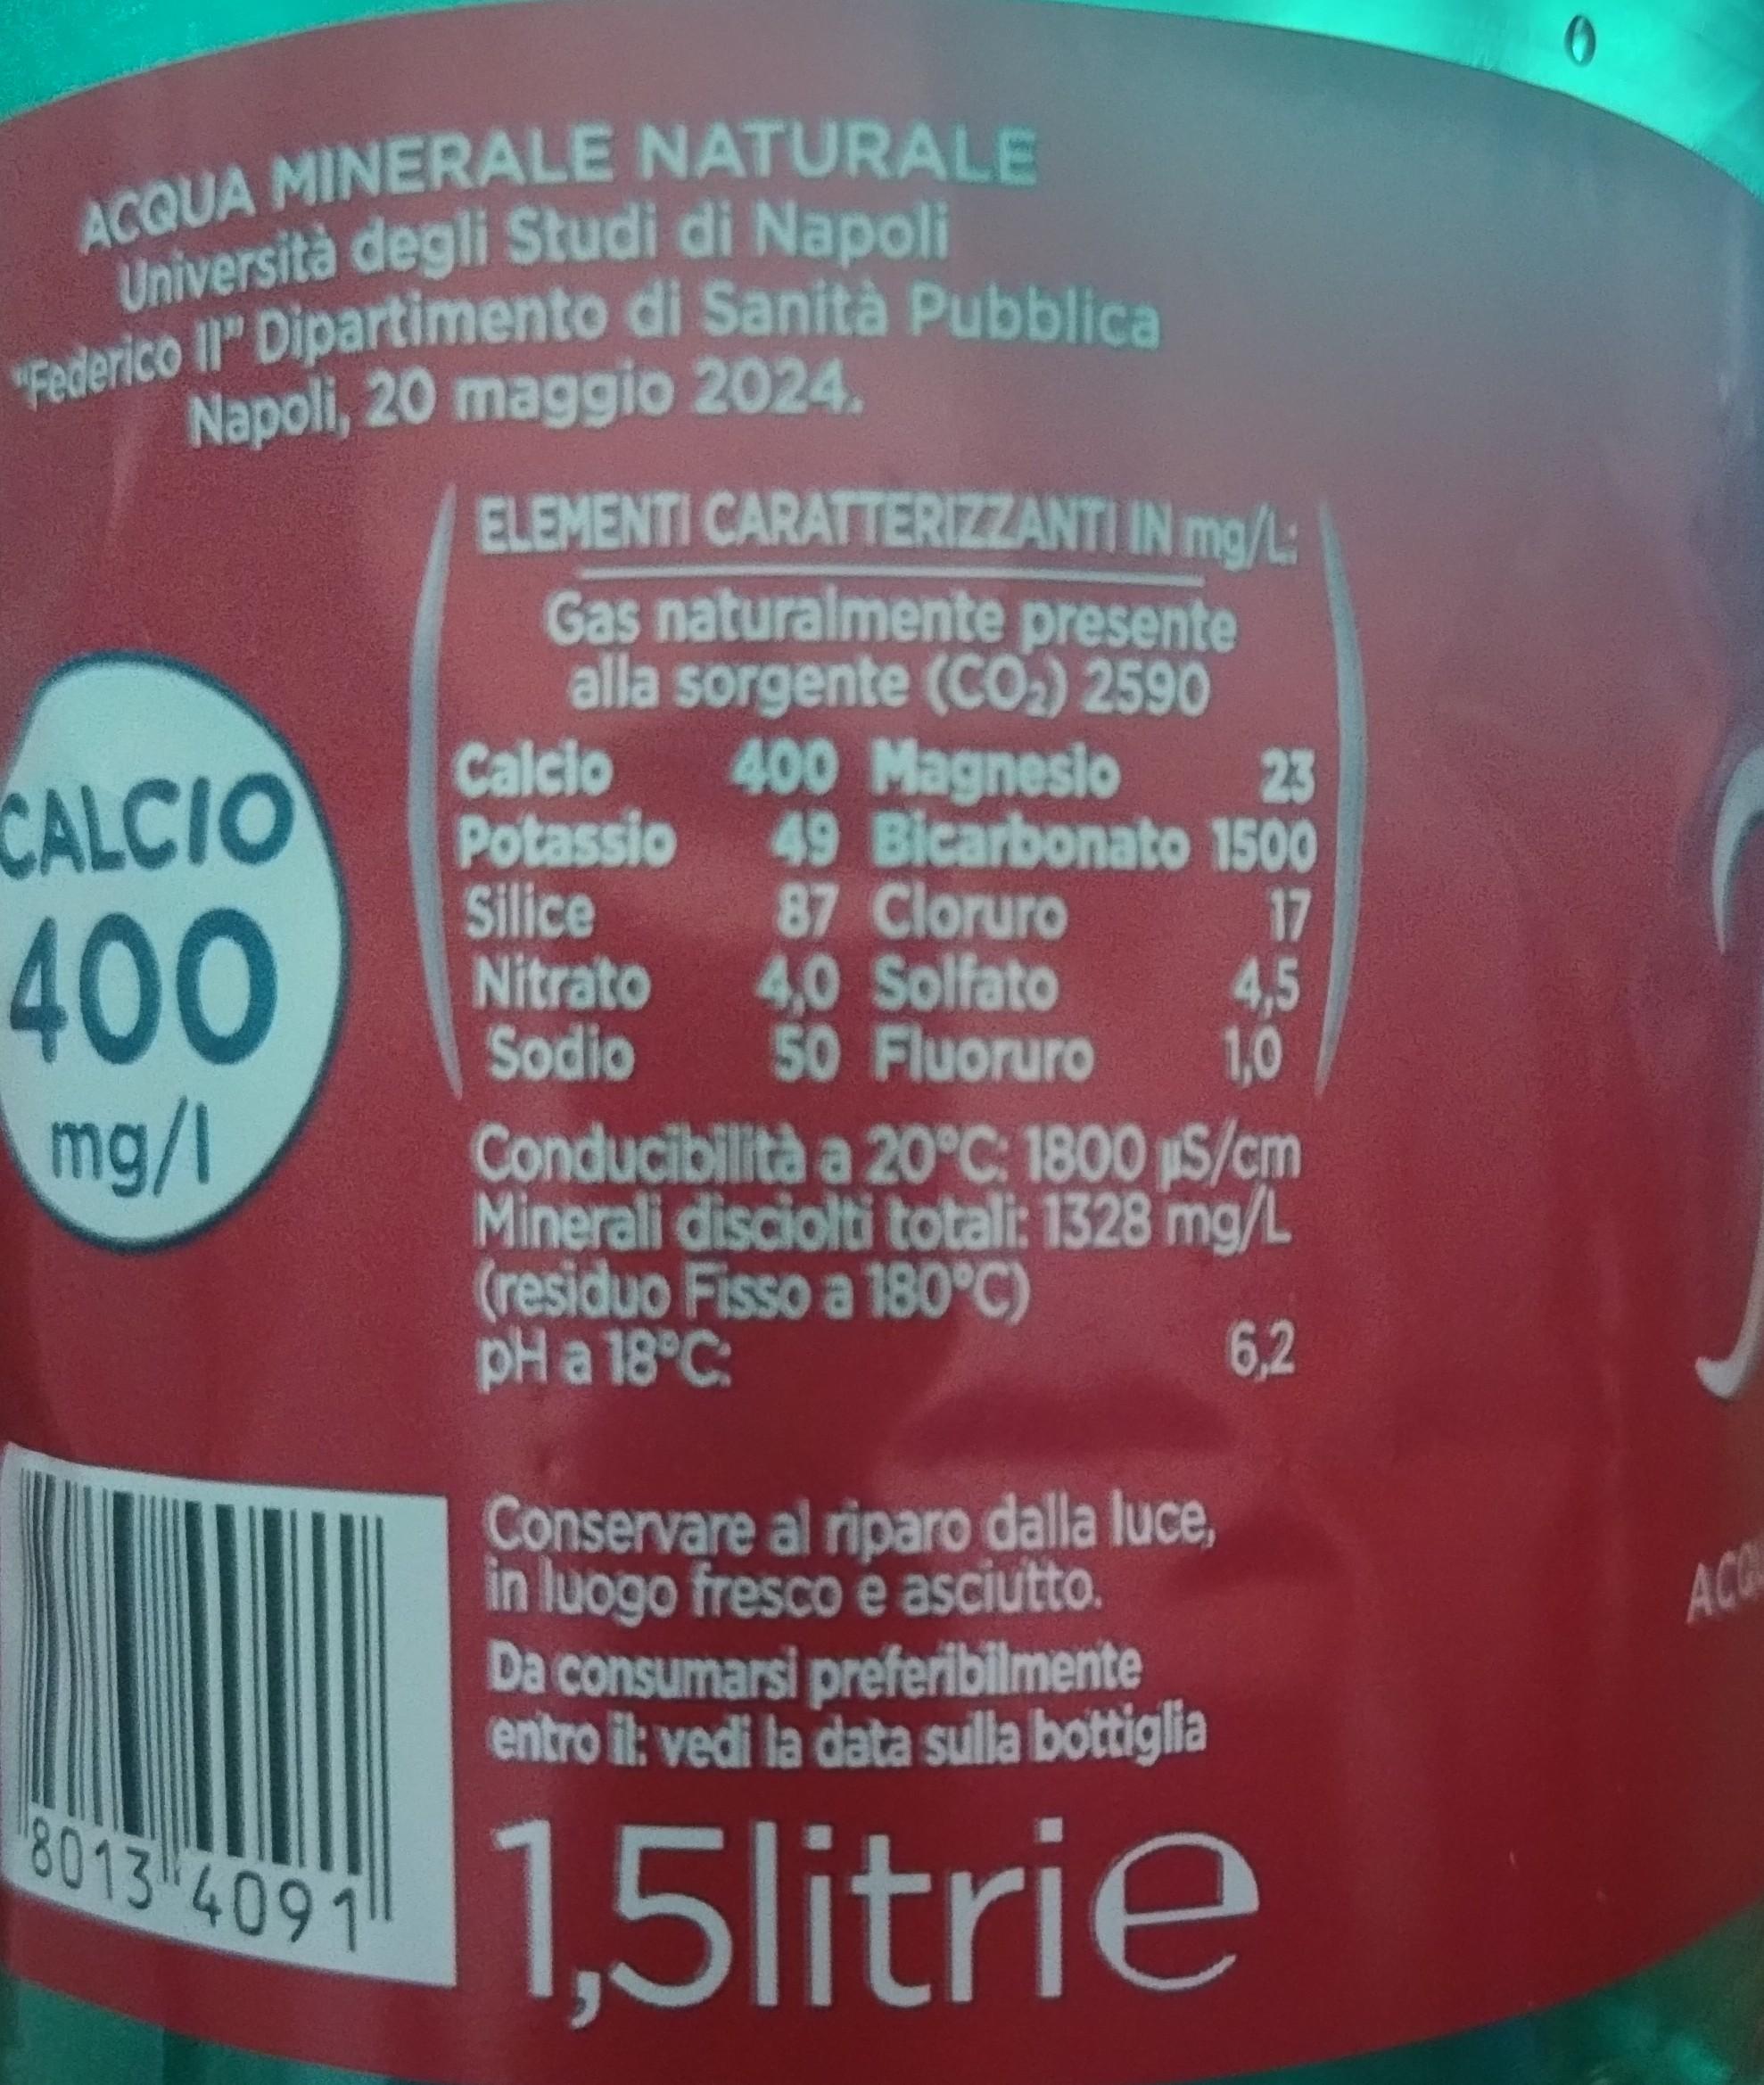 ACQUA MINERALE NATURALE
Università degli Studi di Napoli
"Federico II" Dipartimento di Sanità Pubblica
Napoli, 20 maggio 2024.
ELEMENTI CARATTERIZZANTI IN mg/L:
Gas naturalmente presente
alla sorgente (CO₂) 2590
Calcio 400 Magnesio 23
Potassio 49 Bicarbonato 1500
Silice 87 Cloruro 17
Nitrato 4,0 Solfato 4,5
Sodio 50 Fluoruro 1,0
Conducibilità a 20°C: 1800 µS/cm
Minerali disciolti totali: 1328 mg/L
(residuo Fisso a 180°C)
pH a 18°C: 6,2
CALCIO
400
mg/l
Conservare al riparo dalla luce,
in luogo fresco e asciutto.
Da consumarsi preferibilmente
entro il: vedi la data sulla bottiglia
1,5litri e
8013 4091